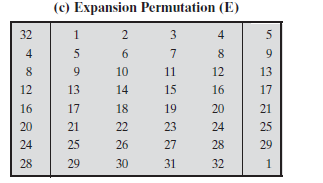 (c) Expansion Permutation (E)
32 1 2 3 4 5
4 5 6 7 8 9
8 9 10 11 12 13
12 13 14 15 16 17
16 17 18 19 20 21
20 21 22 23 24 25
24 25 26 27 28 29
28 29 30 31 32 1